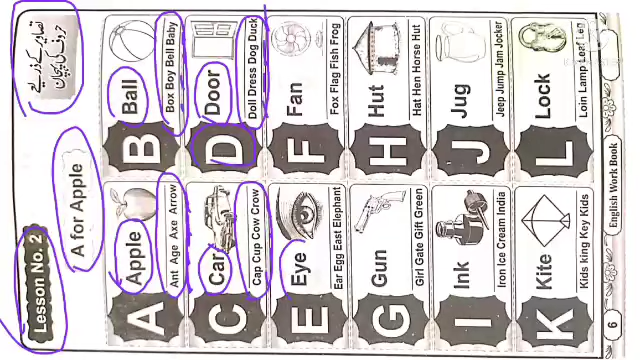 Lesson No. 2
A for Apple
تصاویر کے ذریعے
حروف کی پہچان
A Apple
Ant Age Axe Arrow
B Ball
Box Boy Bell Baby
C Car
Cap Cup Cow Crow
D Door
Doll Dress Dog Duck
E Eye
Ear Egg East Elephant
F Fan
Fox Flag Fish Frog
G Gun
Girl Gate Gift Green
H Hut
Hat Hen Horse Hut
I Ink
Iron Ice Cream India
J Jug
Jeep Jump Jam Jocker
K Kite
Kids king Key Kids
L Lock
Loin Lamp Leaf Leg
6
English Work Book